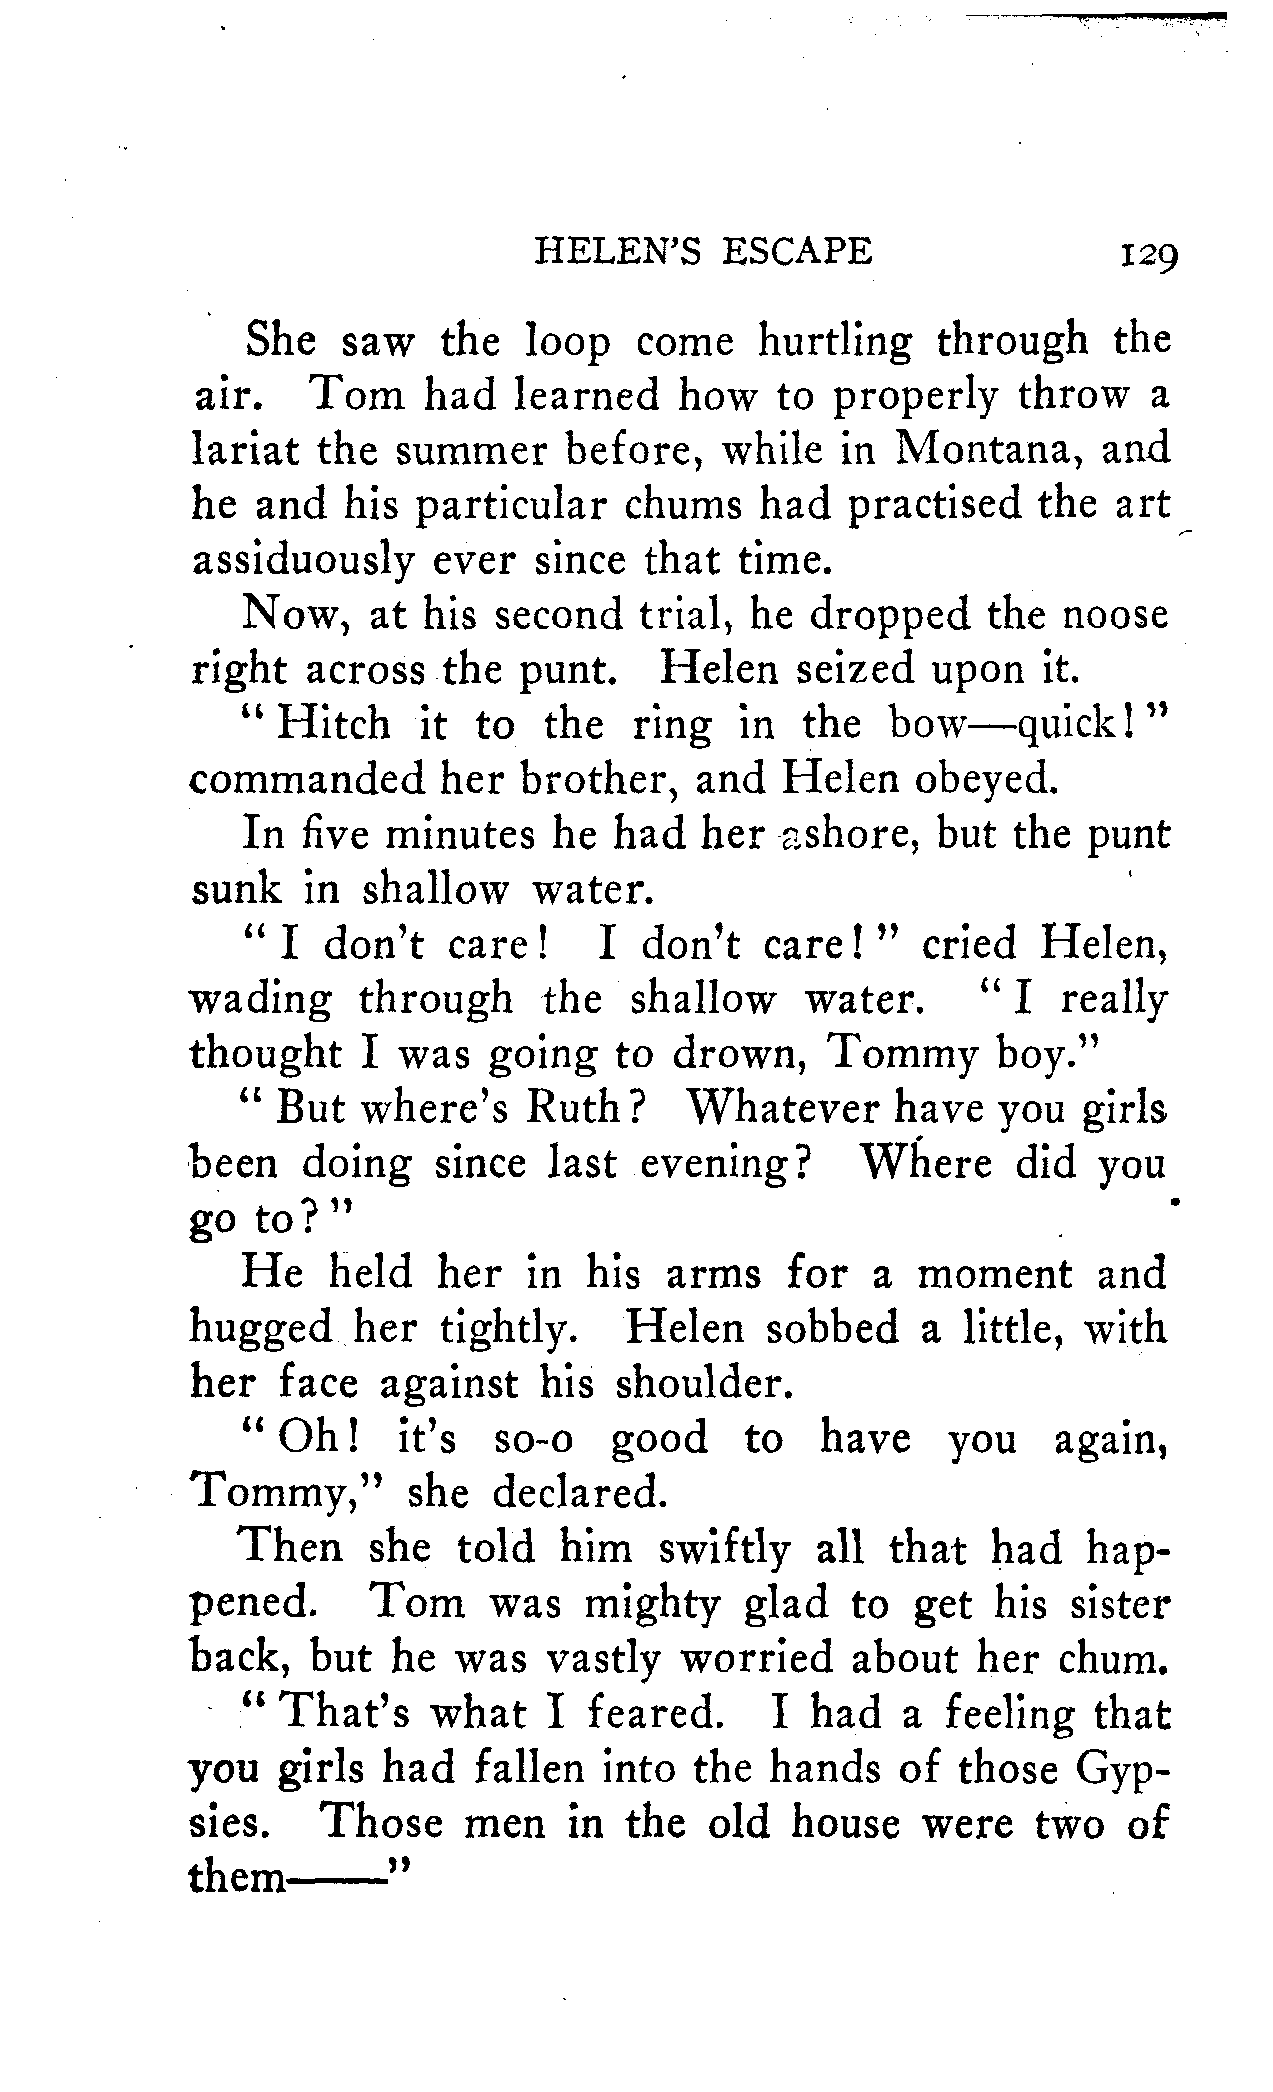 HELEN'S ESCAPE 129
She saw the loop come hurtling through the
air. Tom had learned how to properly throw a
lariat the summer before, while in Montana, and
he and his particular chums had practised the art
assiduously ever since that time.
Now, at his second trial, he dropped the noose
right across the punt. Helen seized upon it.
" Hitch it to the ring in the bow—quick! "
commanded her brother, and Helen obeyed.
In five minutes he had her ashore, but the punt
sunk in shallow water.
" I don't care! I don't care! " cried Helen,
wading through the shallow water. " I really
thought I was going to drown, Tommy boy."
" But where's Ruth? Whatever have you girls
been doing since last evening? Where did you
go to? "
He held her in his arms for a moment and
hugged her tightly. Helen sobbed a little, with
her face against his shoulder.
" Oh! it's so-o good to have you again,
Tommy," she declared.
Then she told him swiftly all that had hap-
pened. Tom was mighty glad to get his sister
back, but he was vastly worried about her chum.
" That's what I feared. I had a feeling that
you girls had fallen into the hands of those Gyp-
sies. Those men in the old house were two of
them——"